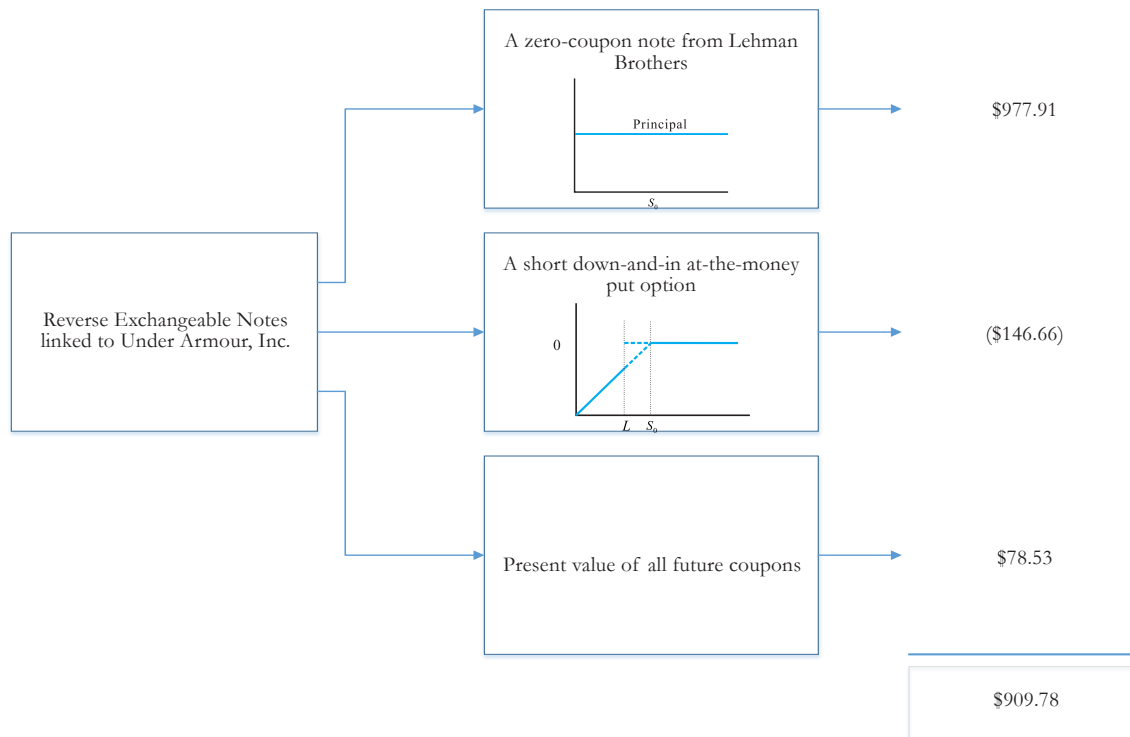 A zero-coupon note from Lehman
Brothers
Principal
S₀
$977.91
Reverse Exchangeable Notes
linked to Under Armour, Inc.
A short down-and-in at-the-money
put option
0
L S₀
($146.66)
Present value of all future coupons
$78.53
$909.78